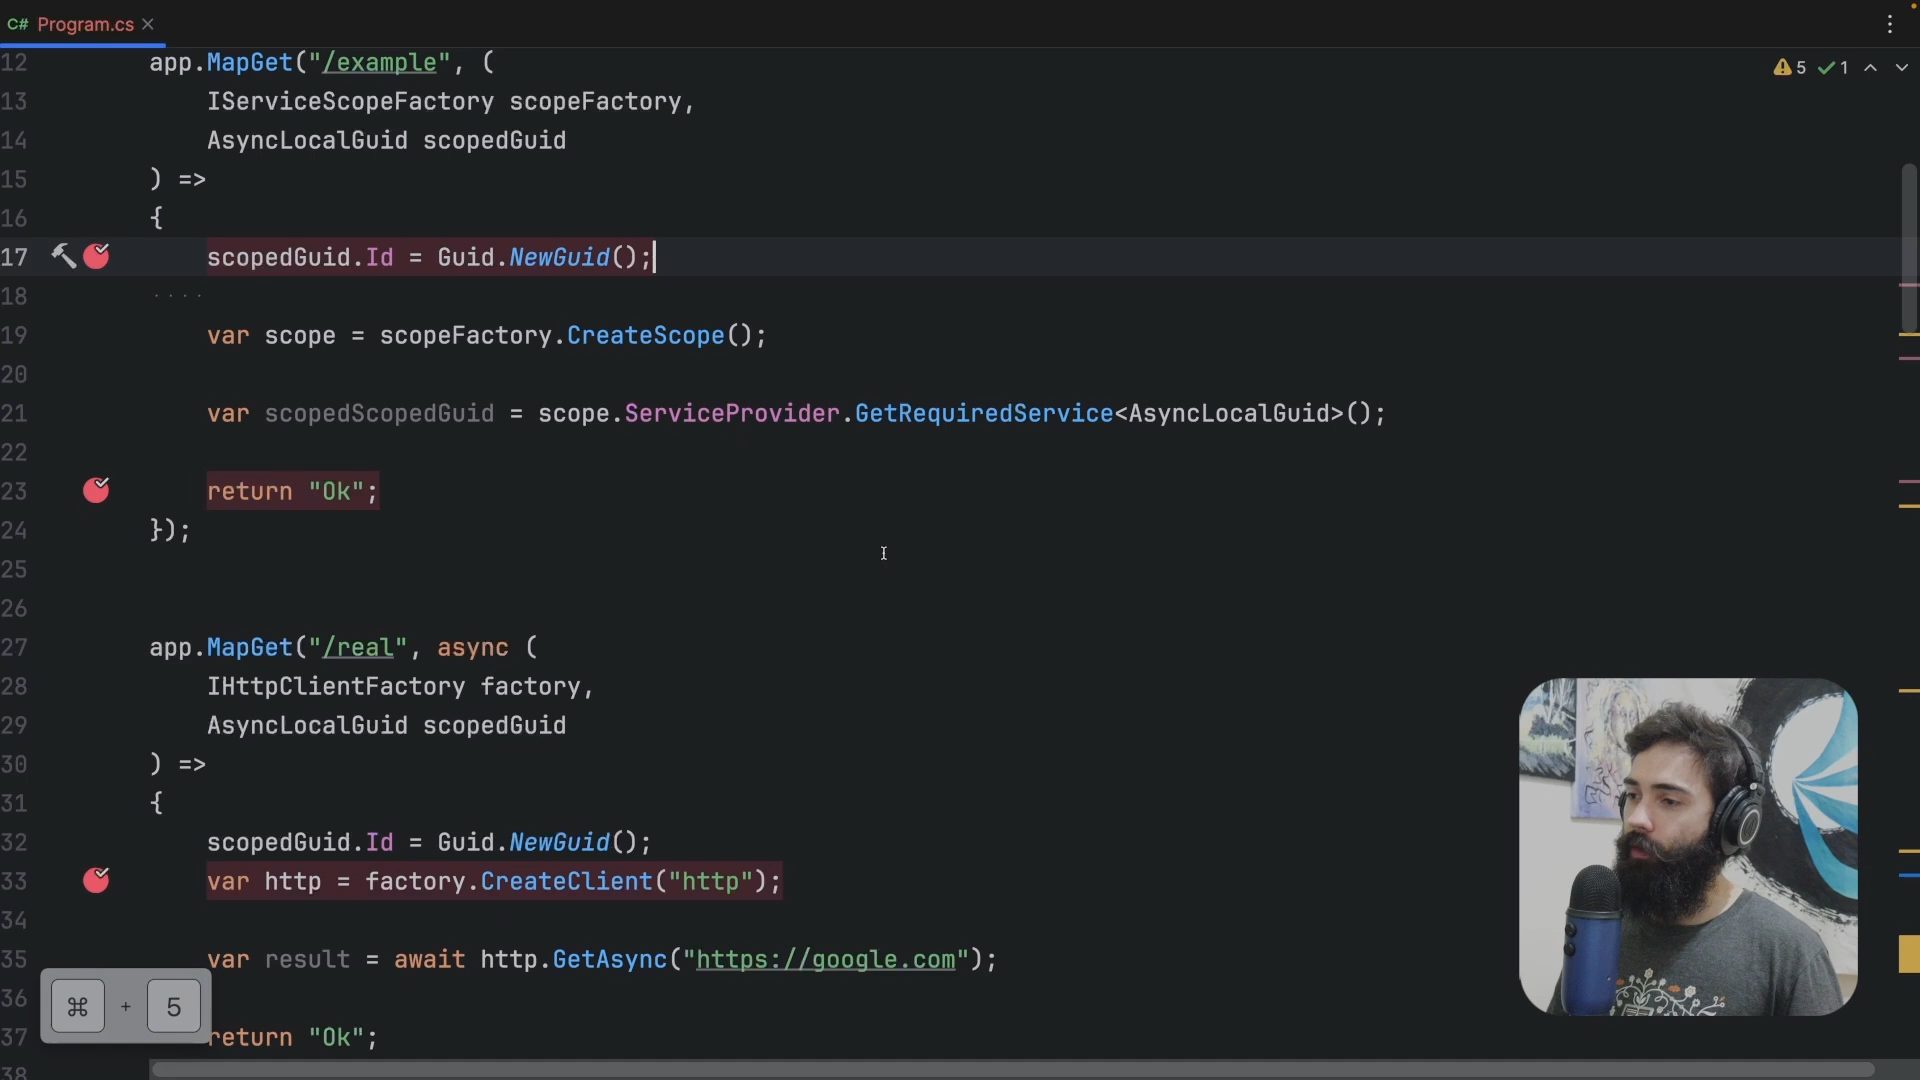 C# Program.cs
5 1
12 app.MapGet("/example", (
13 IServiceScopeFactory scopeFactory,
14 AsyncLocalGuid scopedGuid
15 ) =>
16 {
17 scopedGuid.Id = Guid.NewGuid();
18
19 var scope = scopeFactory.CreateScope();
20
21 var scopedScopedGuid = scope.ServiceProvider.GetRequiredService<AsyncLocalGuid>();
22
23 return "Ok";
24 });
25
26
27 app.MapGet("/real", async (
28 IHttpClientFactory factory,
29 AsyncLocalGuid scopedGuid
30 ) =>
31 {
32 scopedGuid.Id = Guid.NewGuid();
33 var http = factory.CreateClient("http");
34
35 var result = await http.GetAsync("https://google.com");
36
37 return "Ok";
38
⌘ + 5